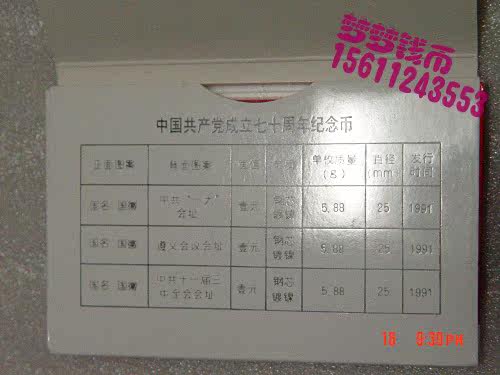 梦梦钱币
15611243553
中国共产党成立七十周年纪念币
正面图案 背面图案 面值 材质 单枚质量(g) 直径(mm) 发行时间
国名 国徽 中共“一大”会址 壹元 钢芯镀镍 5.88 25 1991
国名 国徽 遵义会议会址 壹元 钢芯镀镍 5.88 25 1991
国名 国徽 中共十一届三中全会会址 壹元 钢芯镀镍 5.88 25 1991
18 9:39PM